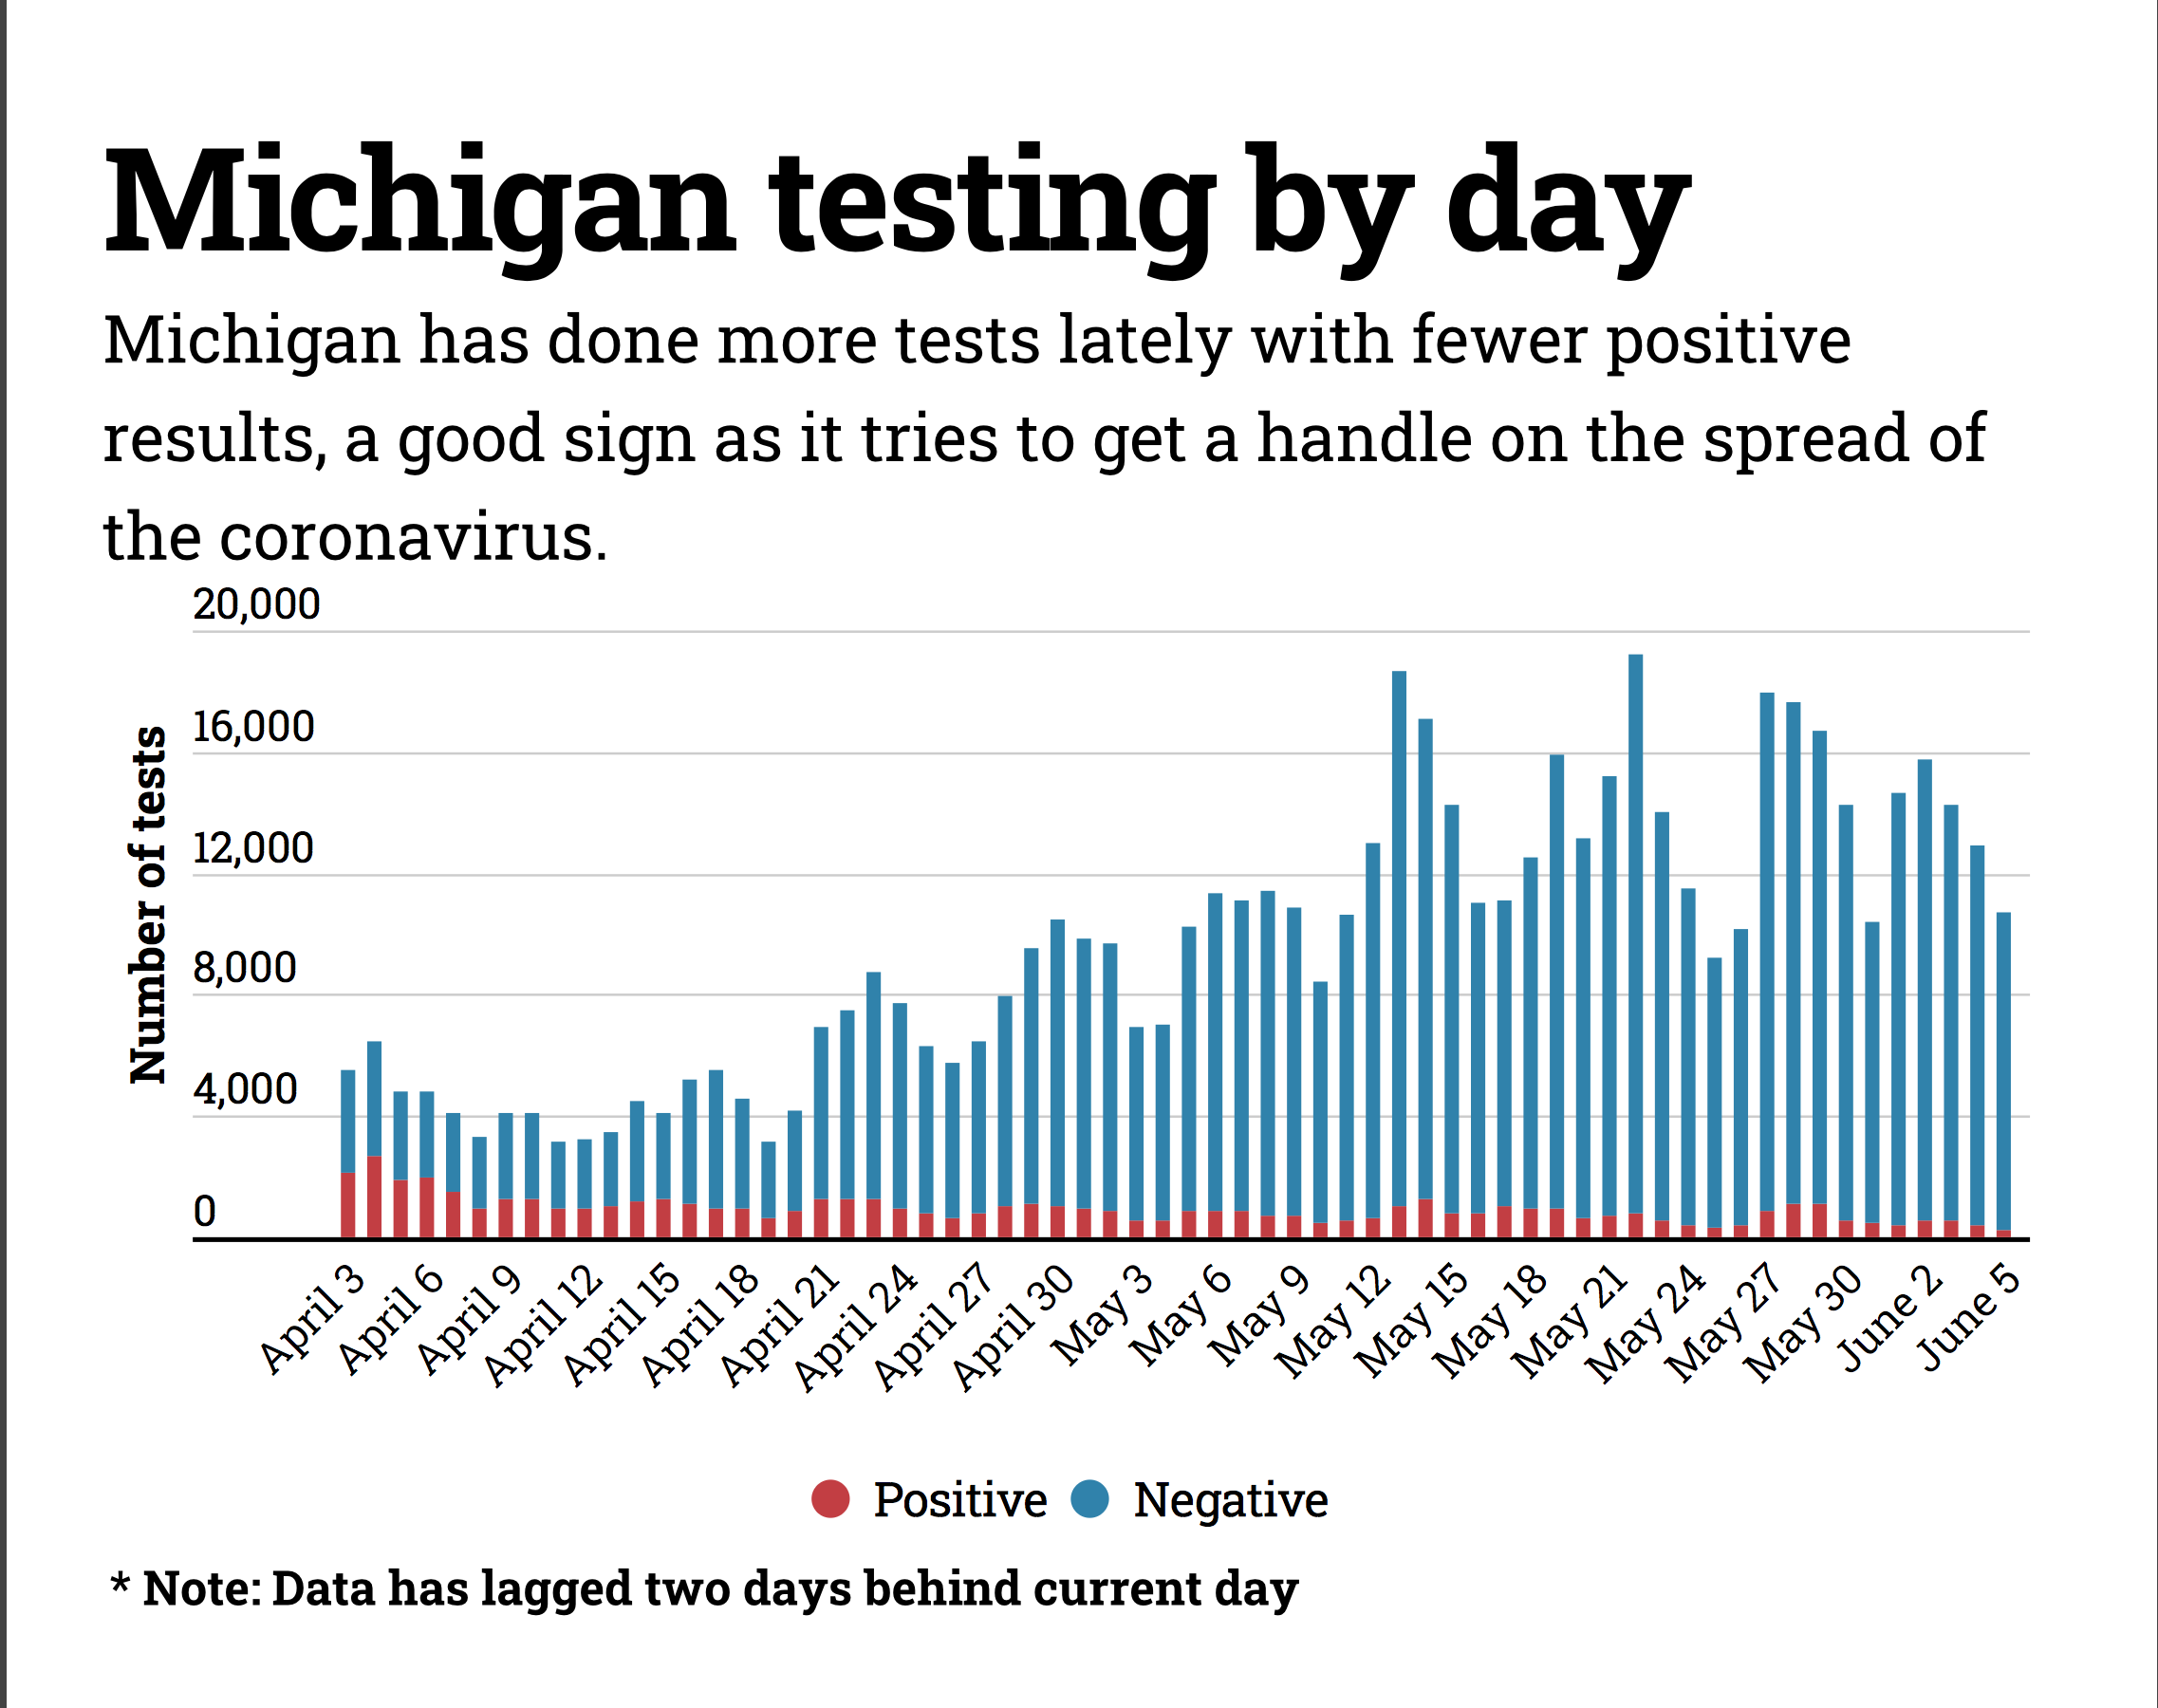 Michigan testing by day
Michigan has done more tests lately with fewer positive
results, a good sign as it tries to get a handle on the spread of
the coronavirus.
20,000
16,000
12,000
8,000
4,000
0
Number of tests
April 3
April 6
April 9
April 12
April 15
April 18
April 21
April 24
April 27
April 30
May 3
May 6
May 9
May 12
May 15
May 18
May 21
May 24
May 27
May 30
June 2
June 5
Positive Negative
* Note: Data has lagged two days behind current day